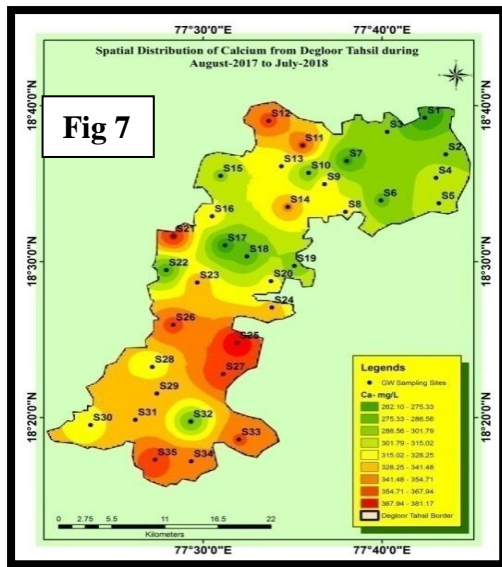 77°30'0"E 77°40'0"E
Spatial Distribution of Calcium from Degloor Tahsil during
August-2017 to July-2018
Fig 7
18°40'0"N 18°40'0"N
18°30'0"N 18°30'0"N
18°20'0"N 18°20'0"N
S1
S12
S3
S11
S2
S13
S7
S10
S15
S4
S9
S6
S5
S14
S8
S16
S21
S17
S18
S22
S19
S23
S20
S24
S26
S25
S28
S27
S29
S31
S30
S32
S33
S35
S34
Legends
GW Sampling Sites
Ca- mg/L
262.10 - 275.33
275.33 - 288.56
288.56 - 301.79
301.79 - 315.02
315.02 - 328.25
328.25 - 341.48
341.48 - 354.71
354.71 - 367.94
367.94 - 381.17
Degloor Tahsil Border
0 2.75 5.5 11 16.5 22
Kilometers
77°30'0"E 77°40'0"E